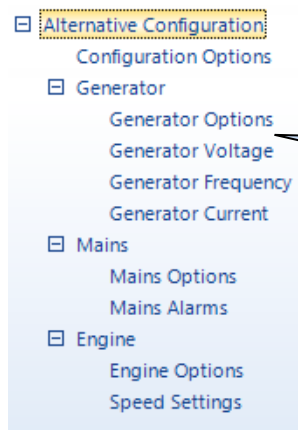 Alternative Configuration
Configuration Options
Generator
Generator Options
Generator Voltage
Generator Frequency
Generator Current
Mains
Mains Options
Mains Alarms
Engine
Engine Options
Speed Settings